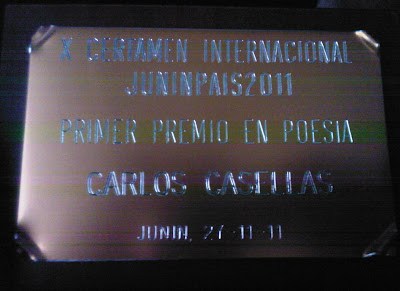 X CERTAMEN INTERNACIONAL
JUNINPAIS2011
PRIMER PREMIO EN POESIA
CARLOS CASELLAS
JUNIN, 27-11-11